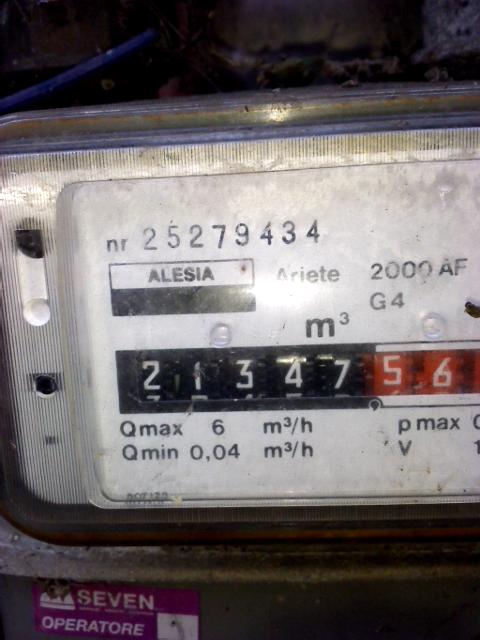 nr 25279434
ALESIA Ariete 2000 AF
G4
m³
2 1 3 4 7 5 6
Qmax 6 m³/h p max
Qmin 0,04 m³/h V
SEVEN
OPERATORE